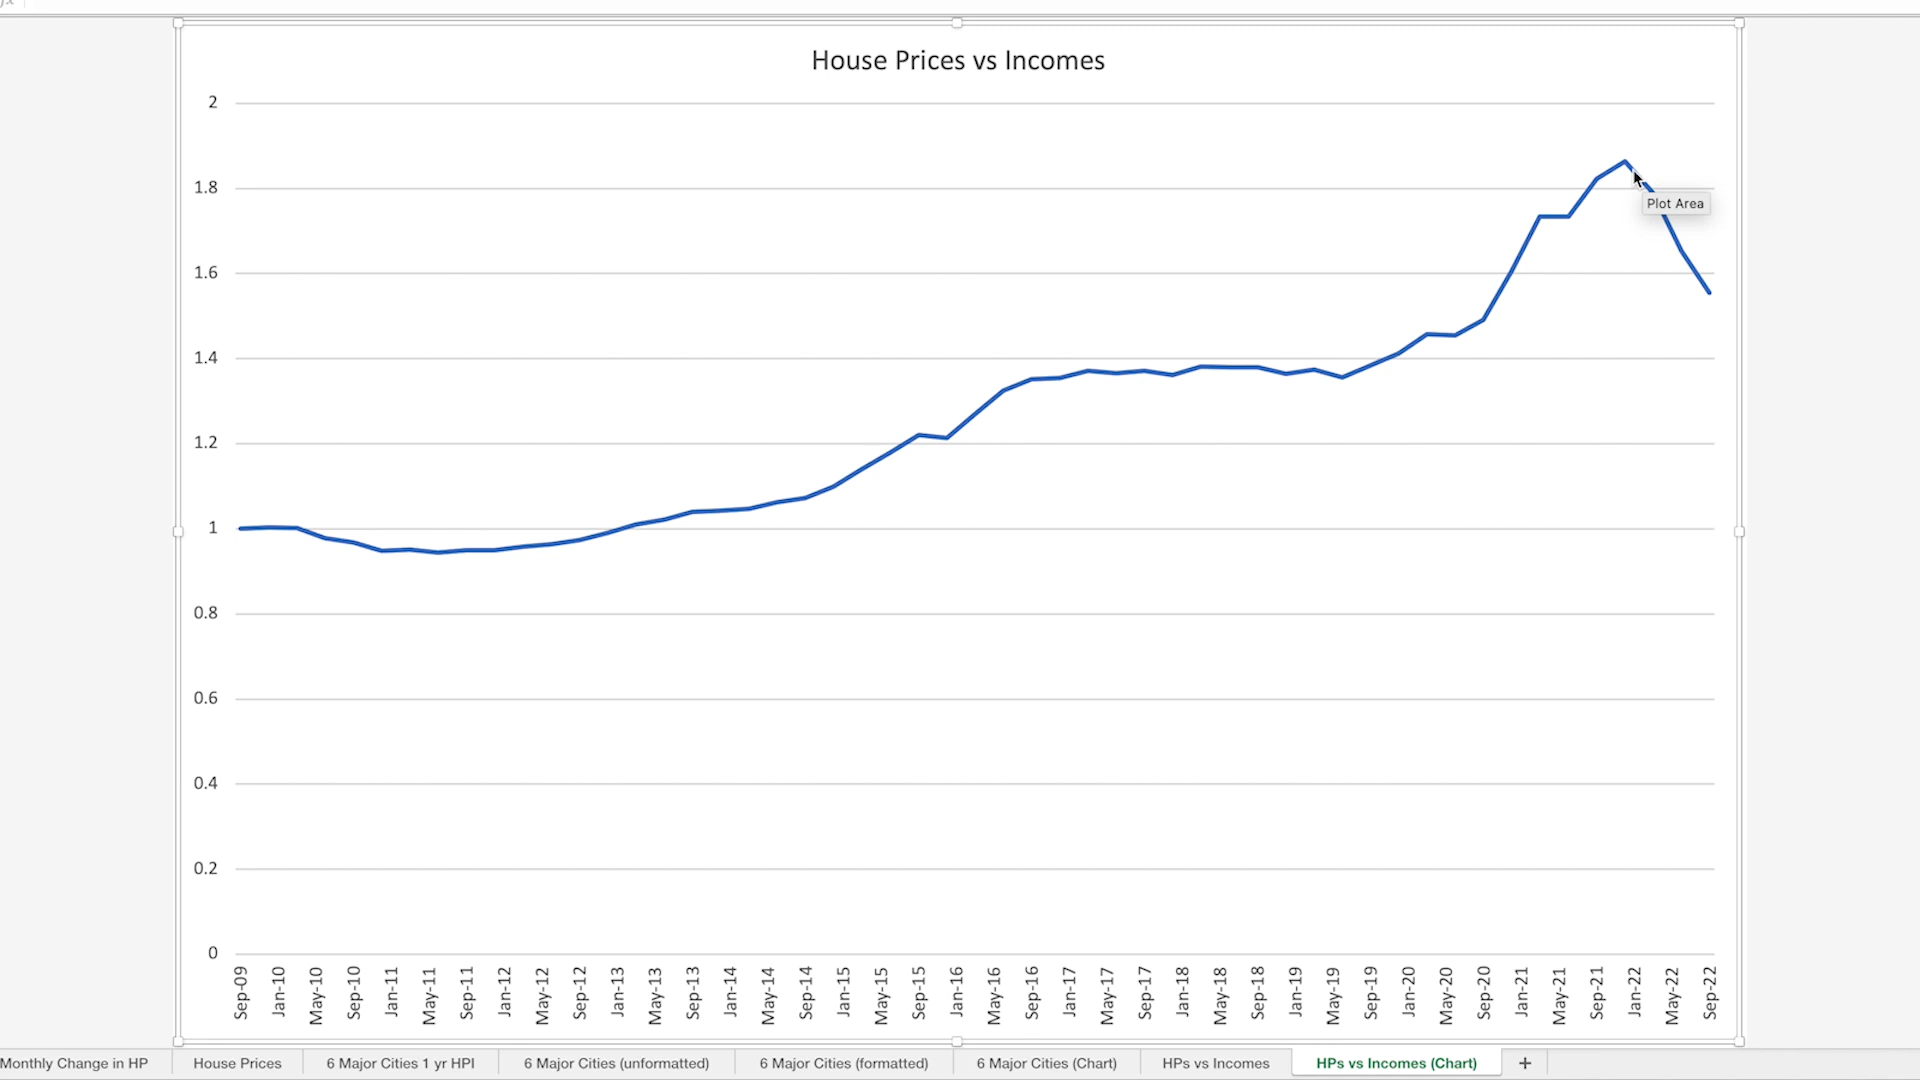 House Prices vs Incomes
2
1.8
1.6
1.4
1.2
1
0.8
0.6
0.4
0.2
0
Plot Area
Sep-09 Jan-10 May-10 Sep-10 Jan-11 May-11 Sep-11 Jan-12 May-12 Sep-12 Jan-13 May-13 Sep-13 Jan-14 May-14 Sep-14 Jan-15 May-15 Sep-15 Jan-16 May-16 Sep-16 Jan-17 May-17 Sep-17 Jan-18 May-18 Sep-18 Jan-19 May-19 Sep-19 Jan-20 May-20 Sep-20 Jan-21 May-21 Sep-21 Jan-22 May-22 Sep-22
Monthly Change in HP House Prices 6 Major Cities 1 yr HPI 6 Major Cities (unformatted) 6 Major Cities (formatted) 6 Major Cities (Chart) HPs vs Incomes HPs vs Incomes (Chart) +